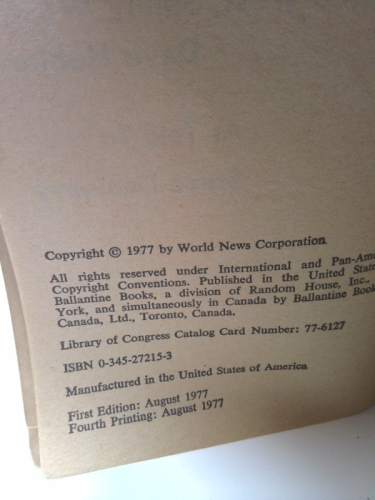 Copyright © 1977 by World News Corporation
All rights reserved under International and Pan-Ame
Copyright Conventions. Published in the United State
Ballantine Books, a division of Random House, Inc.,
York, and simultaneously in Canada by Ballantine Book
Canada, Ltd., Toronto, Canada.
Library of Congress Catalog Card Number: 77-6127
ISBN 0-345-27215-3
Manufactured in the United States of America
First Edition: August 1977
Fourth Printing: August 1977